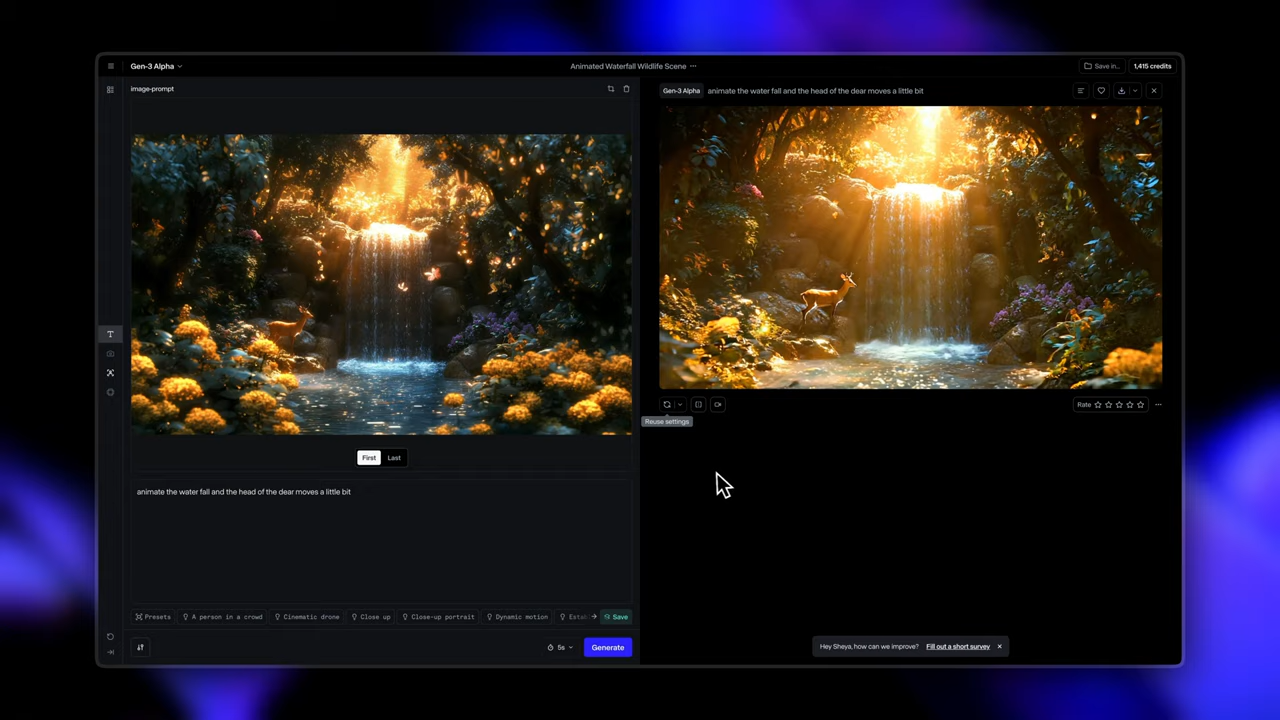 Gen-3 Alpha
Animated Waterfall Wildlife Scene ···
Save in...
1,415 credits
image-prompt
Gen-3 Alpha animate the water fall and the head of the dear moves a little bit
First Last
Rate
Reuse settings
animate the water fall and the head of the dear moves a little bit
Presets
A person in a crowd
Cinematic drone
Close up
Close-up portrait
Dynamic motion
Save
5s
Generate
Hey Sheya, how can we improve? Fill out a short survey